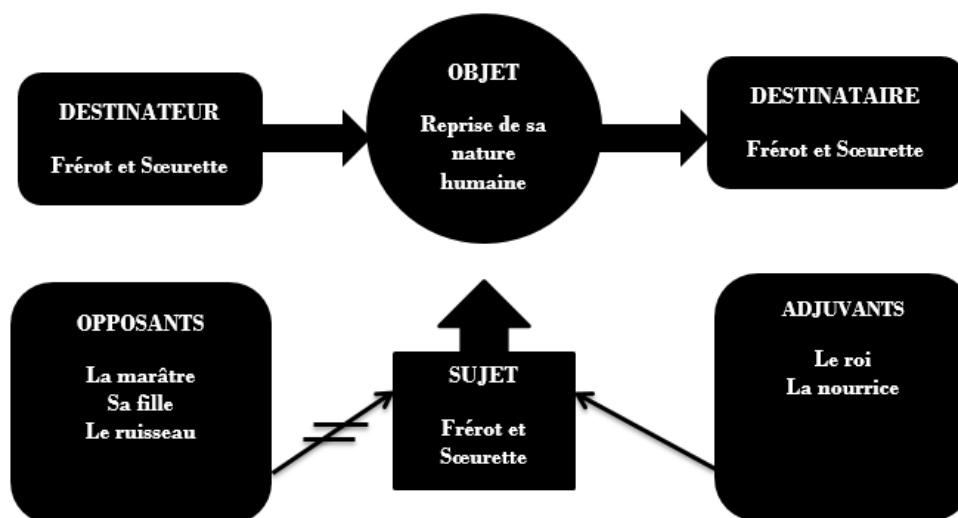 DESTINATEUR
Frérot et Sœurette
OBJET
Reprise de sa
nature
humaine
DESTINATAIRE
Frérot et Sœurette
OPPOSANTS
La marâtre
Sa fille
Le ruisseau
SUJET
Frérot et
Sœurette
ADJUVANTS
Le roi
La nourrice